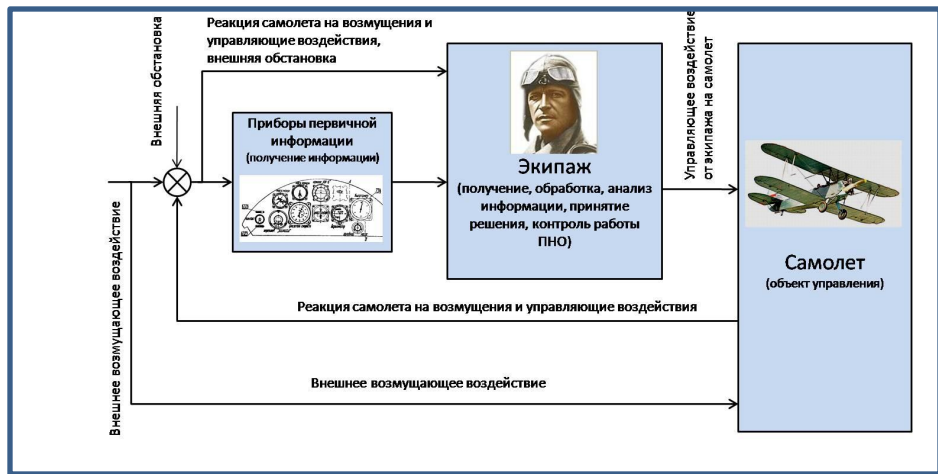 Реакция самолета на возмущения и
управляющие воздействия,
внешняя обстановка
Внешняя обстановка
Приборы первичной
информации
(получение информации)
Экипаж
(получение, обработка, анализ
информации, принятие
решения, контроль работы
ПНО)
Управляющее воздействие
от экипажа на самолет
Самолет
(объект управления)
Реакция самолета на возмущения и управляющие воздействия
Внешнее возмущающее воздействие
Внешнее возмущающее воздействие